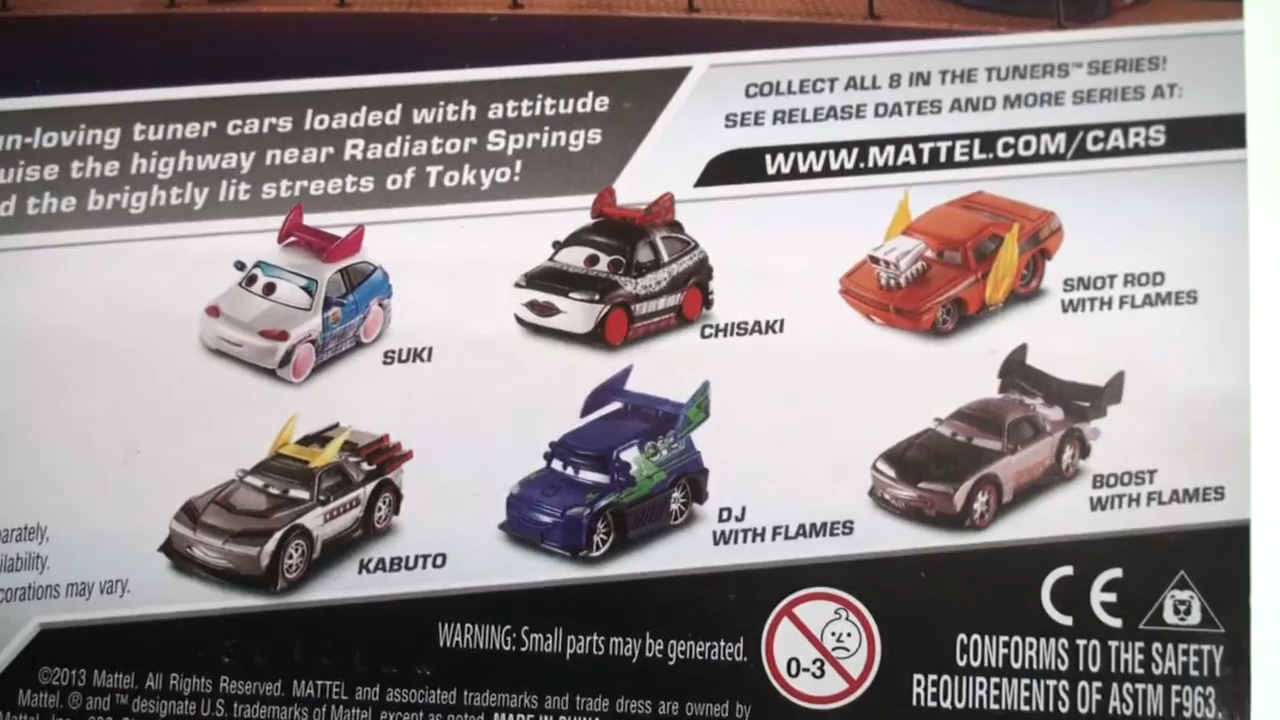 un-loving tuner cars loaded with attitude
uise the highway near Radiator Springs
d the brightly lit streets of Tokyo!
COLLECT ALL 8 IN THE TUNERS™ SERIES!
SEE RELEASE DATES AND MORE SERIES AT:
WWW.MATTEL.COM/CARS
SUKI
CHISAKI
SNOT ROD
WITH FLAMES
KABUTO
DJ
WITH FLAMES
BOOST
WITH FLAMES
arately,
ilability.
corations may vary.
WARNING: Small parts may be generated.
0-3
CE
CONFORMS TO THE SAFETY
REQUIREMENTS OF ASTM F963.
©2013 Mattel. All Rights Reserved. MATTEL and associated trademarks and trade dress are owned by
Mattel. ® and ™ designate U.S. trademarks of Mattel, except as noted. MADE IN CHINA.